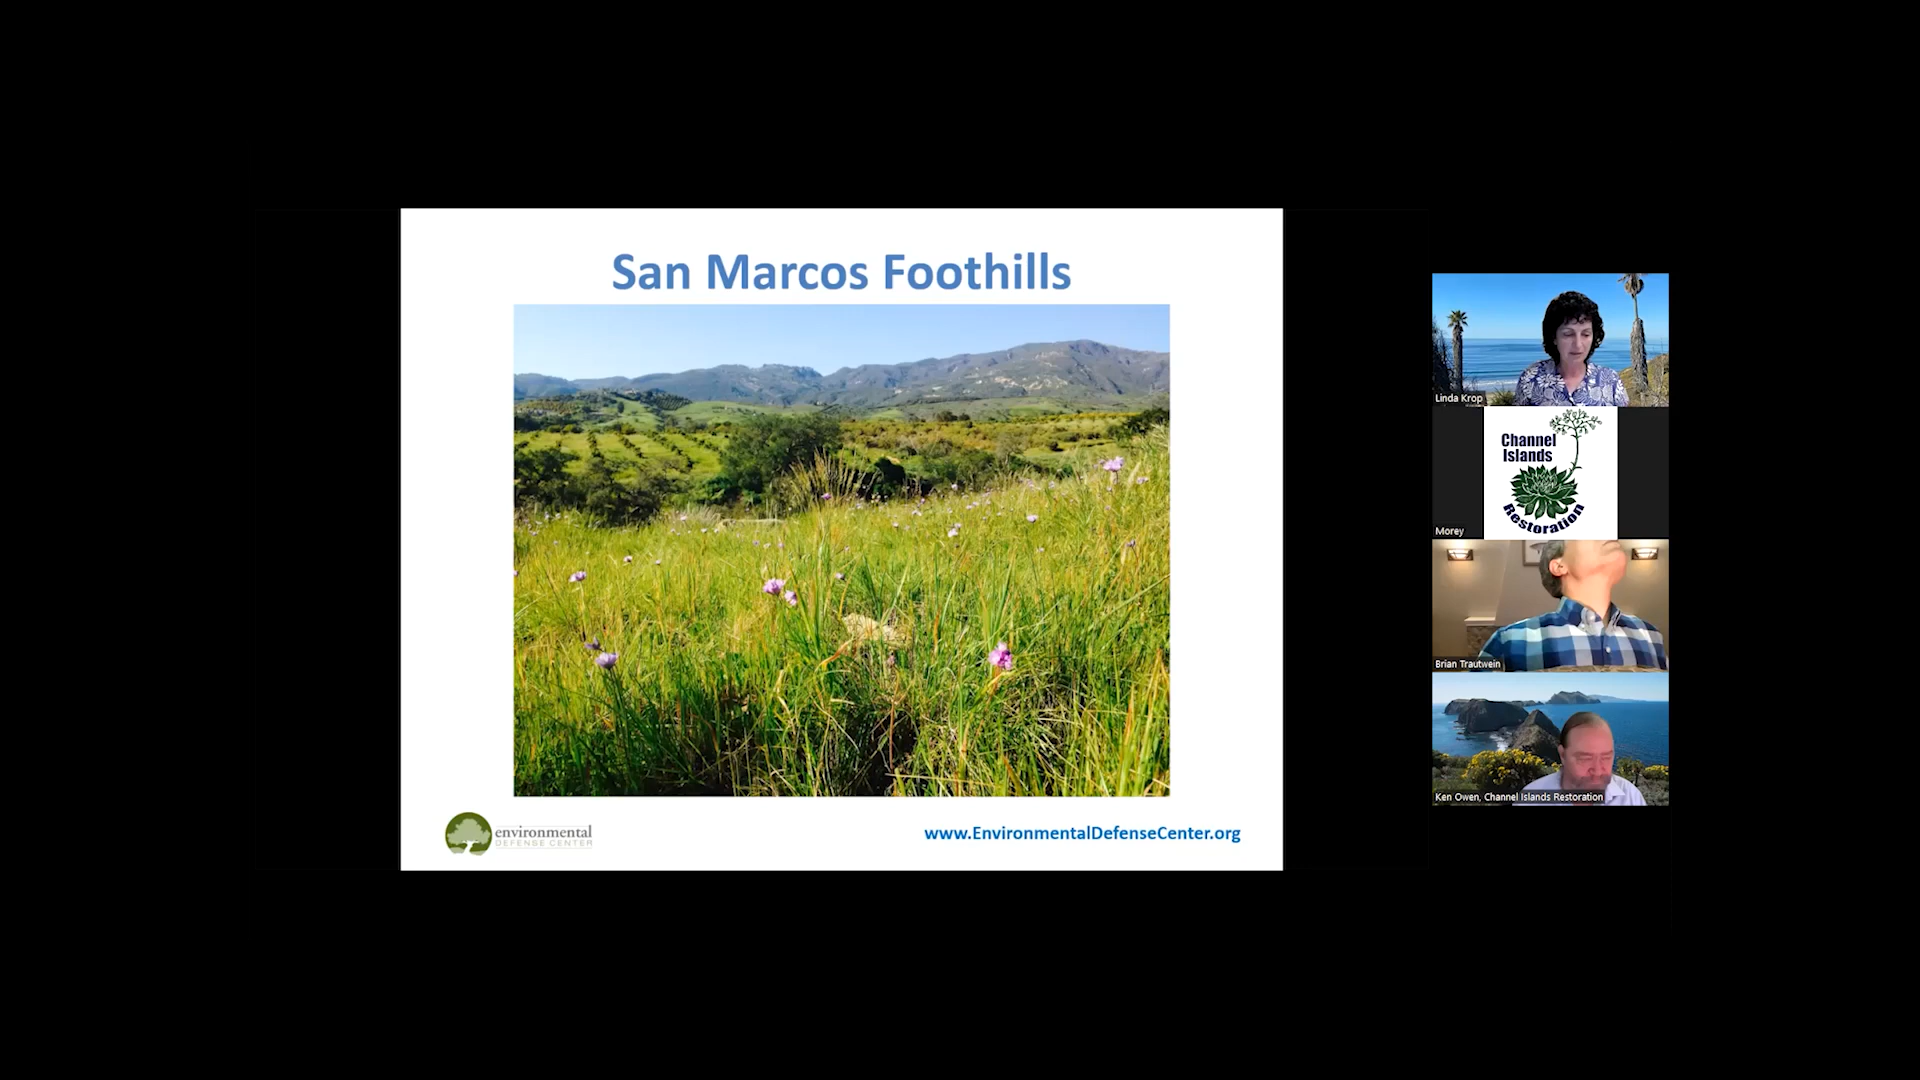 San Marcos Foothills
environmental
DEFENSE CENTER
www.EnvironmentalDefenseCenter.org
Linda Krop
Channel
Islands
Restoration
Morey
Brian Trautwein
Ken Owen, Channel Islands Restoration